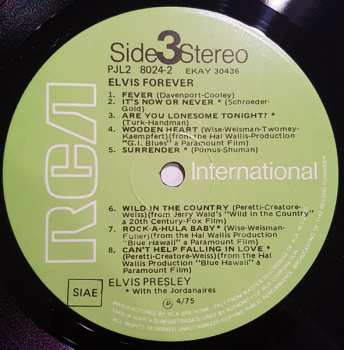 Side 3 Stereo
PJL2 8024-2 EKAY 30436
ELVIS FOREVER
1. FEVER (Davenport-Cooley)
2. IT'S NOW OR NEVER * (Schroeder-
Gold)
3. ARE YOU LONESOME TONIGHT? *
(Turk-Handman)
4. WOODEN HEART (Wise-Weisman-Twomey-
Kaempfert)(from the Hal Wallis Production
"G.I. Blues" a Paramount Film)
5. SURRENDER * (Pomus-Shuman)
RCA
International
6. WILD IN THE COUNTRY (Peretti-Creatore-
Weiss)(from Jerry Wald's "Wild in the Country"
a 20th Century-Fox Film)
7. ROCK-A-HULA BABY* (Wise-Weisman-
Fuller)(from the Hal Wallis Production
"Blue Hawaii" a Paramount Film)
8. CAN'T HELP FALLING IN LOVE *
(Peretti-Creatore-Weiss)(from the Hal
Wallis Production "Blue Hawaii" a
Paramount Film)
ELVIS PRESLEY
* With the Jordanaires
SIAE
℗ 4/75